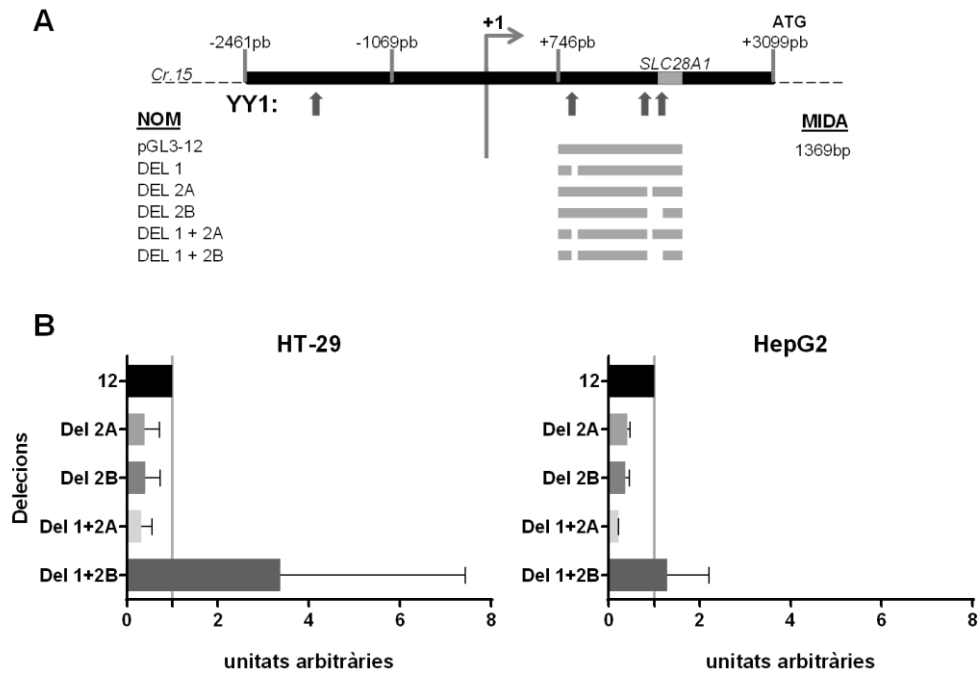 A
+1
ATG
-2461pb -1069pb +746pb +3099pb
SLC28A1
Cr.15
YY1:
NOM MIDA
pGL3-12 1369bp
DEL 1
DEL 2A
DEL 2B
DEL 1 + 2A
DEL 1 + 2B
B
HT-29
Delecions
12
Del 2A
Del 2B
Del 1+2A
Del 1+2B
0 2 4 6 8
unitats arbitràries
HepG2
12
Del 2A
Del 2B
Del 1+2A
Del 1+2B
0 2 4 6 8
unitats arbitràries